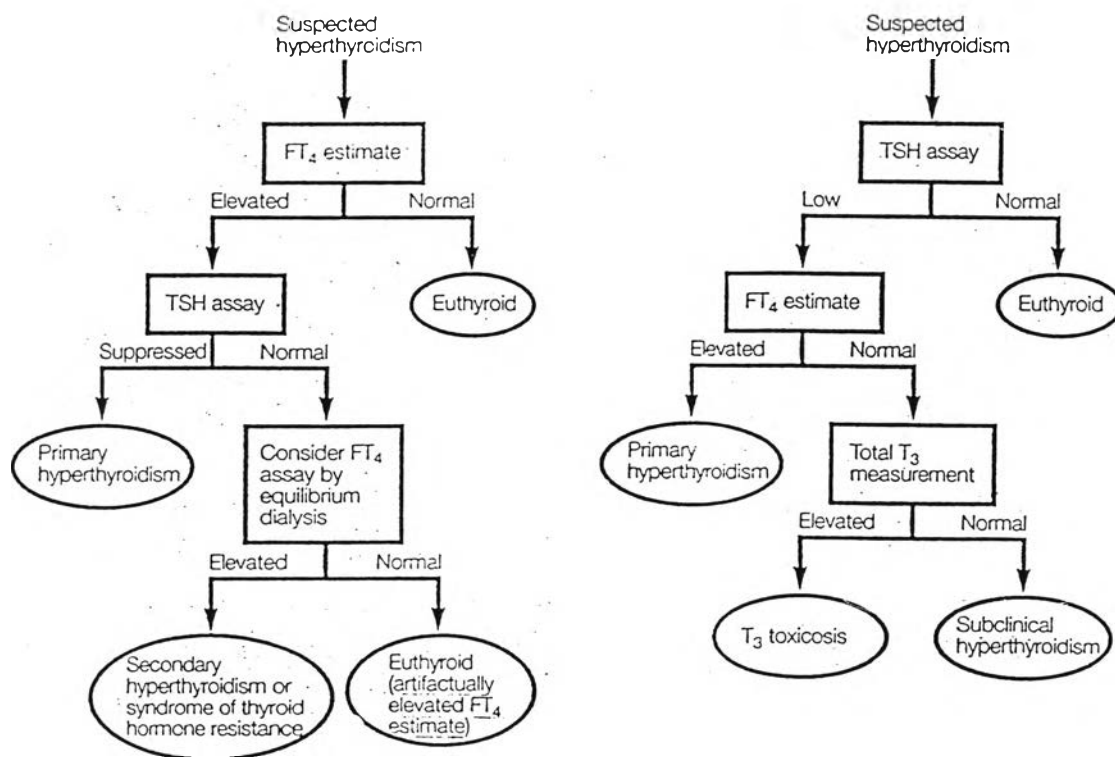 Suspected
hyperthyroidism
FT₄ estimate
Elevated
Normal
TSH assay
Euthyroid
Suppressed
Normal
Primary
hyperthyroidism
Consider FT₄
assay by
equilibrium
dialysis
Elevated
Normal
Secondary
hyperthyroidism or
syndrome of thyroid
hormone resistance
Euthyroid
(artifactually
elevated FT₄
estimate)
Suspected
hyperthyroidism
TSH assay
Low
Normal
FT₄ estimate
Euthyroid
Elevated
Normal
Primary
hyperthyroidism
Total T₃
measurement
Elevated
Normal
T₃ toxicosis
Subclinical
hyperthyroidism